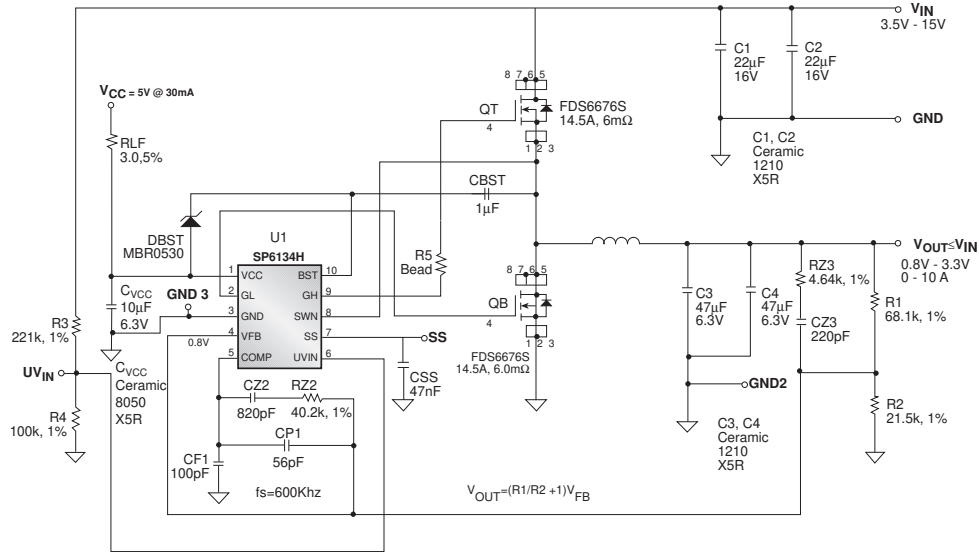 VIN
3.5V - 15V
C1
22µF
16V
C2
22µF
16V
GND
C1, C2
Ceramic
1210
X5R
VCC = 5V @ 30mA
RLF
3.0,5%
8 7 6 5
QT
4
FDS6676S
14.5A, 6mΩ
1 2 3
CBST
1µF
DBST
MBR0530
U1
SP6134H
1 VCC
2 GL
3 GND
4 VFB
5 COMP
BST 10
GH 9
SWN 8
SS 7
UVIN 6
0.8V
R5
Bead
CVCC
10µF
6.3V
GND 3
R3
221k, 1%
UVIN
R4
100k, 1%
CVCC
Ceramic
8050
X5R
SS
CSS
47nF
8 7 6 5
QB
4
1 2 3
FDS6676S
14.5A, 6.0mΩ
VOUT≤VIN
0.8V - 3.3V
0 - 10 A
C3
47µF
6.3V
C4
47µF
6.3V
RZ3
4.64k, 1%
CZ3
220pF
R1
68.1k, 1%
GND2
R2
21.5k, 1%
C3, C4
Ceramic
1210
X5R
CZ2
820pF
RZ2
40.2k, 1%
CP1
56pF
CF1
100pF
fs=600Khz
VOUT=(R1/R2 +1)VFB